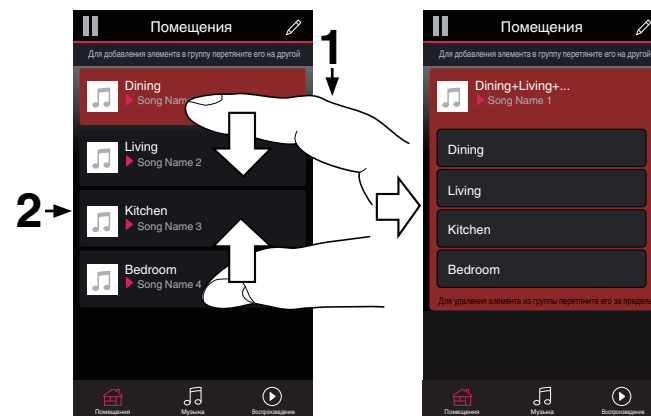 Помещения
Для добавления элемента в группу перетяните его на другой
Dining
Song Nam
Living
Song Name 2
Kitchen
Song Name 3
Bedroom
Song Name 4
Помещения
Музыка
Воспроизведение
1
2
Помещения
Для добавления элемента в группу перетяните его на другой
Dining+Living+...
Song Name 1
Dining
Living
Kitchen
Bedroom
Для удаления элемента из группы перетяните его за пределы
Помещения
Музыка
Воспроизведение